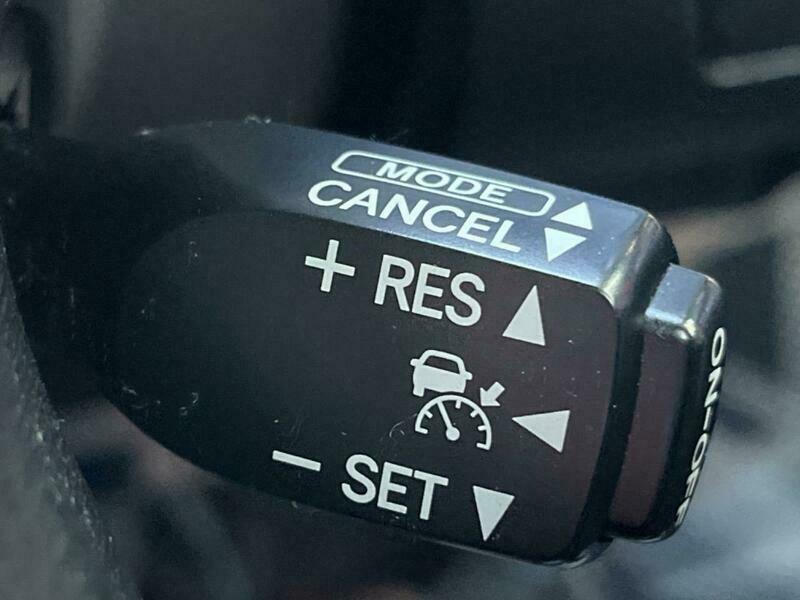 MODE
CANCEL
+ RES
− SET
ON-OFF